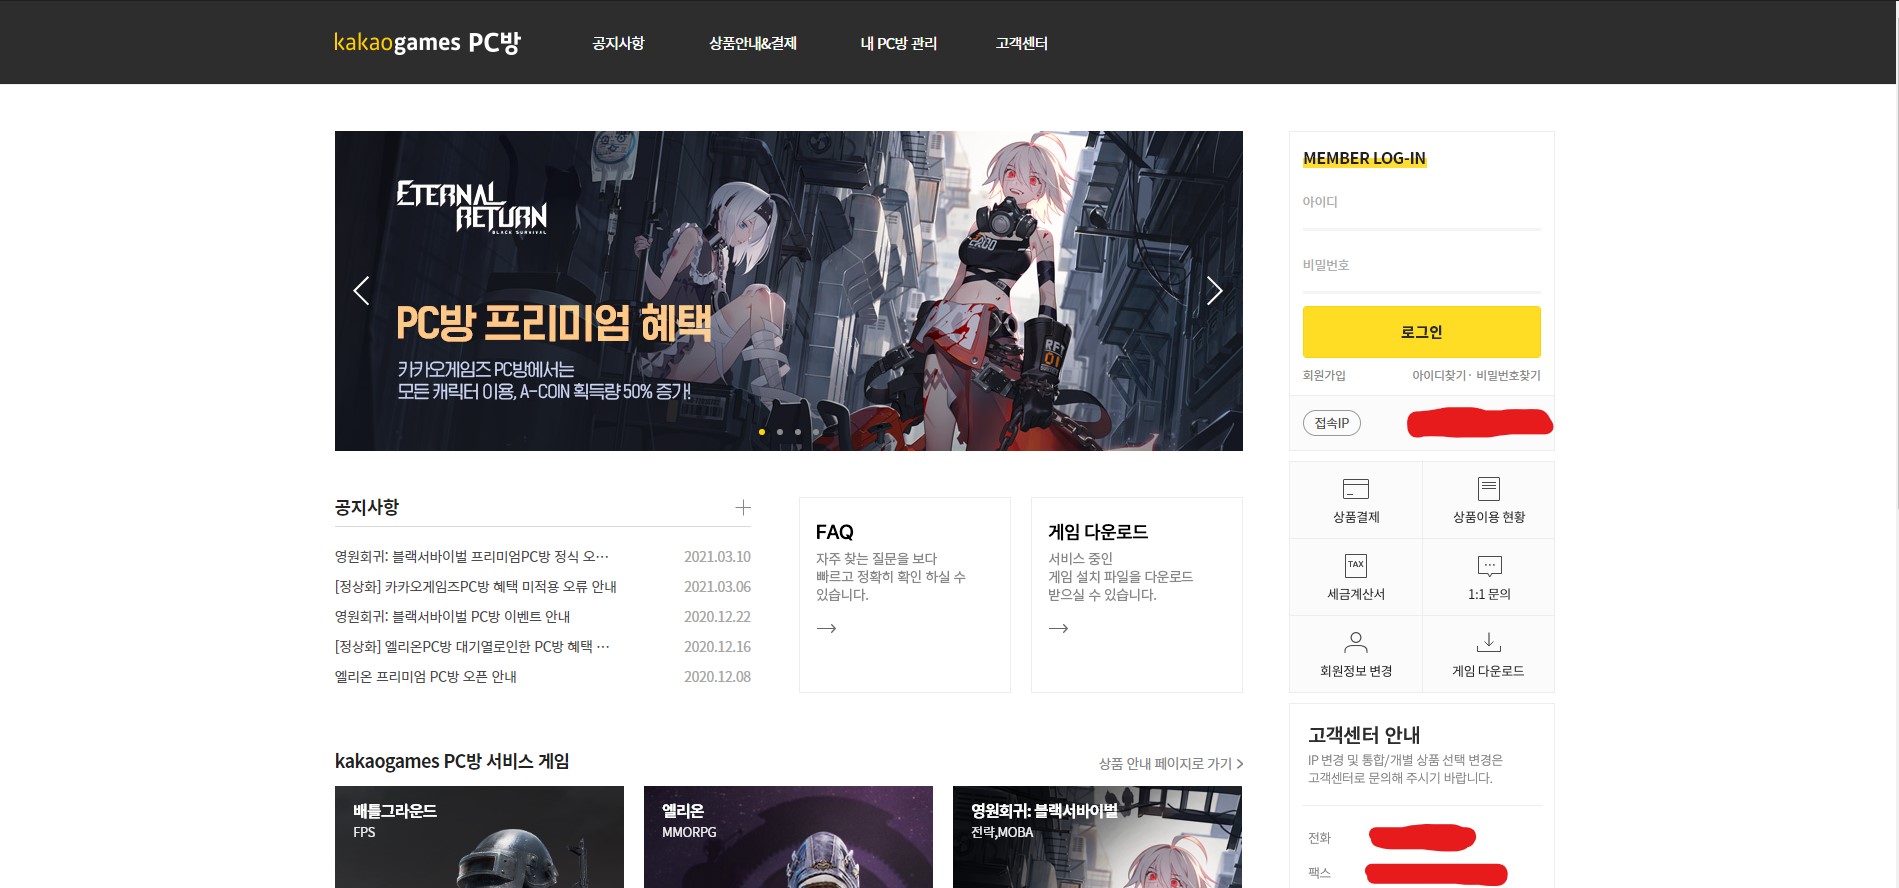 kakaogames PC방
공지사항
상품안내&결제
내 PC방 관리
고객센터
ETERNAL
RETURN
BLACK SURVIVAL
PC방 프리미엄 혜택
카카오게임즈 PC방에서는
모든 캐릭터 이용, A-COIN 획득량 50% 증가!
MEMBER LOG-IN
아이디
비밀번호
로그인
회원가입
아이디찾기 · 비밀번호찾기
접속IP
공지사항
영원회귀: 블랙서바이벌 프리미엄PC방 정식 오⋯ 2021.03.10
[정상화] 카카오게임즈PC방 혜택 미적용 오류 안내 2021.03.06
영원회귀: 블랙서바이벌 PC방 이벤트 안내 2020.12.22
[정상화] 엘리온PC방 대기열로인한 PC방 혜택 ⋯ 2020.12.16
엘리온 프리미엄 PC방 오픈 안내 2020.12.08
FAQ
자주 찾는 질문을 보다
빠르고 정확히 확인 하실 수
있습니다.
게임 다운로드
서비스 중인
게임 설치 파일을 다운로드
받으실 수 있습니다.
상품결제
상품이용 현황
TAX
세금계산서
1:1 문의
회원정보 변경
게임 다운로드
고객센터 안내
IP 변경 및 통합/개별 상품 선택 변경은
고객센터로 문의해 주시기 바랍니다.
전화
팩스
kakaogames PC방 서비스 게임
상품 안내 페이지로 가기 >
배틀그라운드
FPS
엘리온
MMORPG
영원회귀: 블랙서바이벌
전략,MOBA